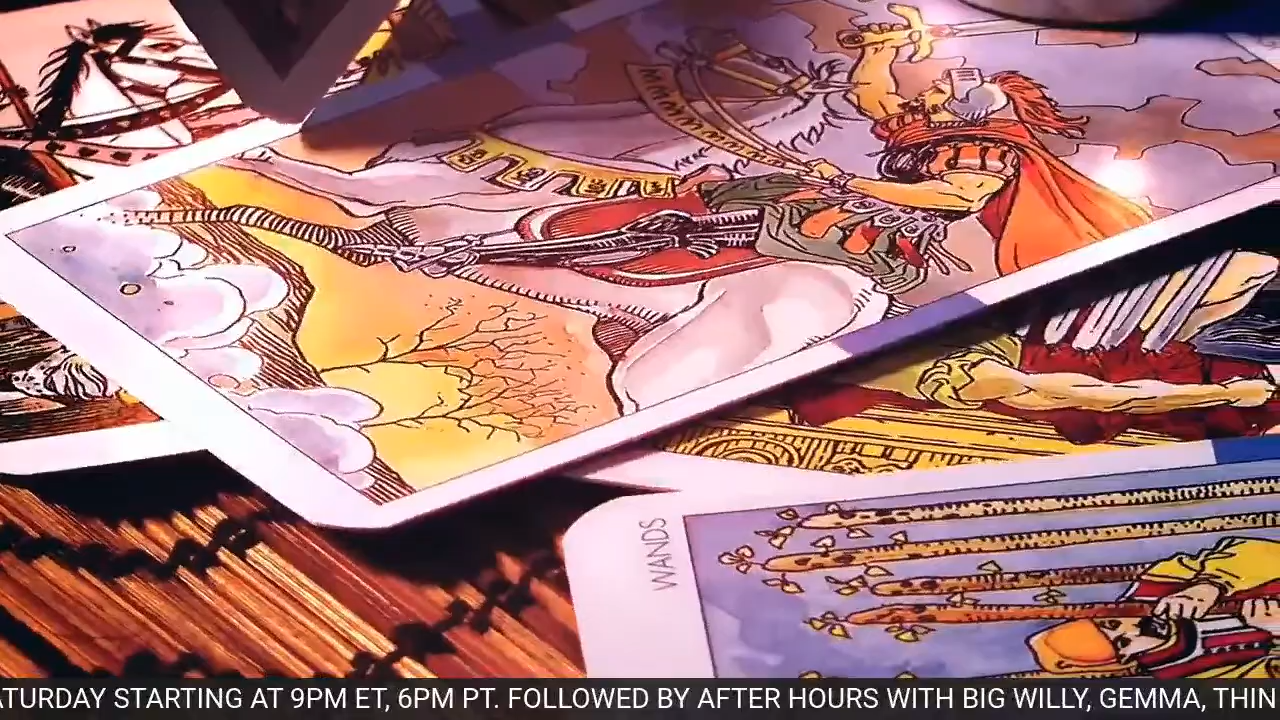 WANDS
ATURDAY STARTING AT 9PM ET, 6PM PT. FOLLOWED BY AFTER HOURS WITH BIG WILLY, GEMMA, THIN